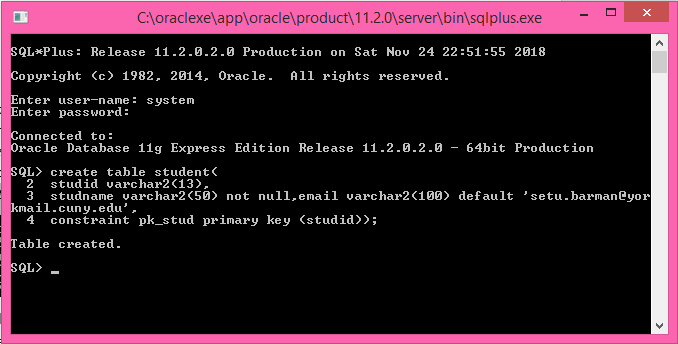 C:\oraclexe\app\oracle\product\11.2.0\server\bin\sqlplus.exe
SQL*Plus: Release 11.2.0.2.0 Production on Sat Nov 24 22:51:55 2018
Copyright (c) 1982, 2014, Oracle.  All rights reserved.
Enter user-name: system
Enter password:
Connected to:
Oracle Database 11g Express Edition Release 11.2.0.2.0 - 64bit Production
SQL> create table student(
  2  studid varchar2(13),
  3  studname varchar2(50) not null,email varchar2(100) default 'setu.barman@yor
kmail.cuny.edu',
  4  constraint pk_stud primary key (studid));
Table created.
SQL> _